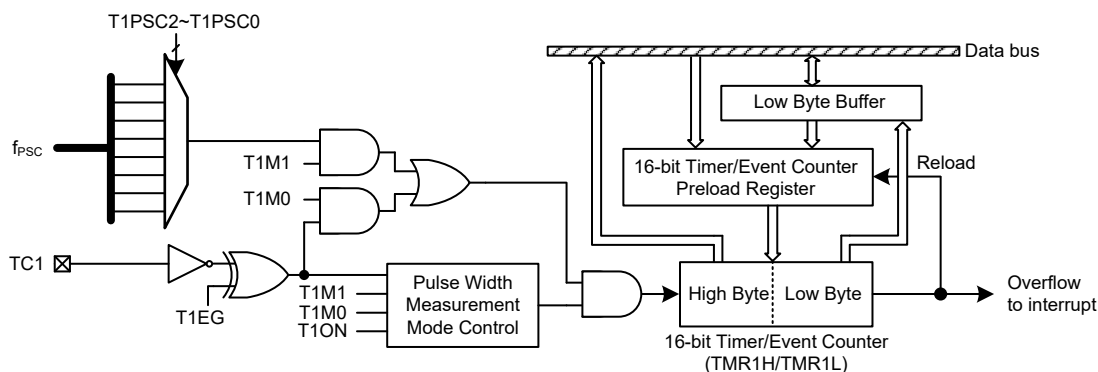 T1PSC2~T1PSC0
Data bus
Low Byte Buffer
fPSC
T1M1
16-bit Timer/Event Counter
Preload Register
Reload
T1M0
TC1
T1EG
T1M1
T1M0
T1ON
Pulse Width
Measurement
Mode Control
High Byte
Low Byte
Overflow
to interrupt
16-bit Timer/Event Counter
(TMR1H/TMR1L)